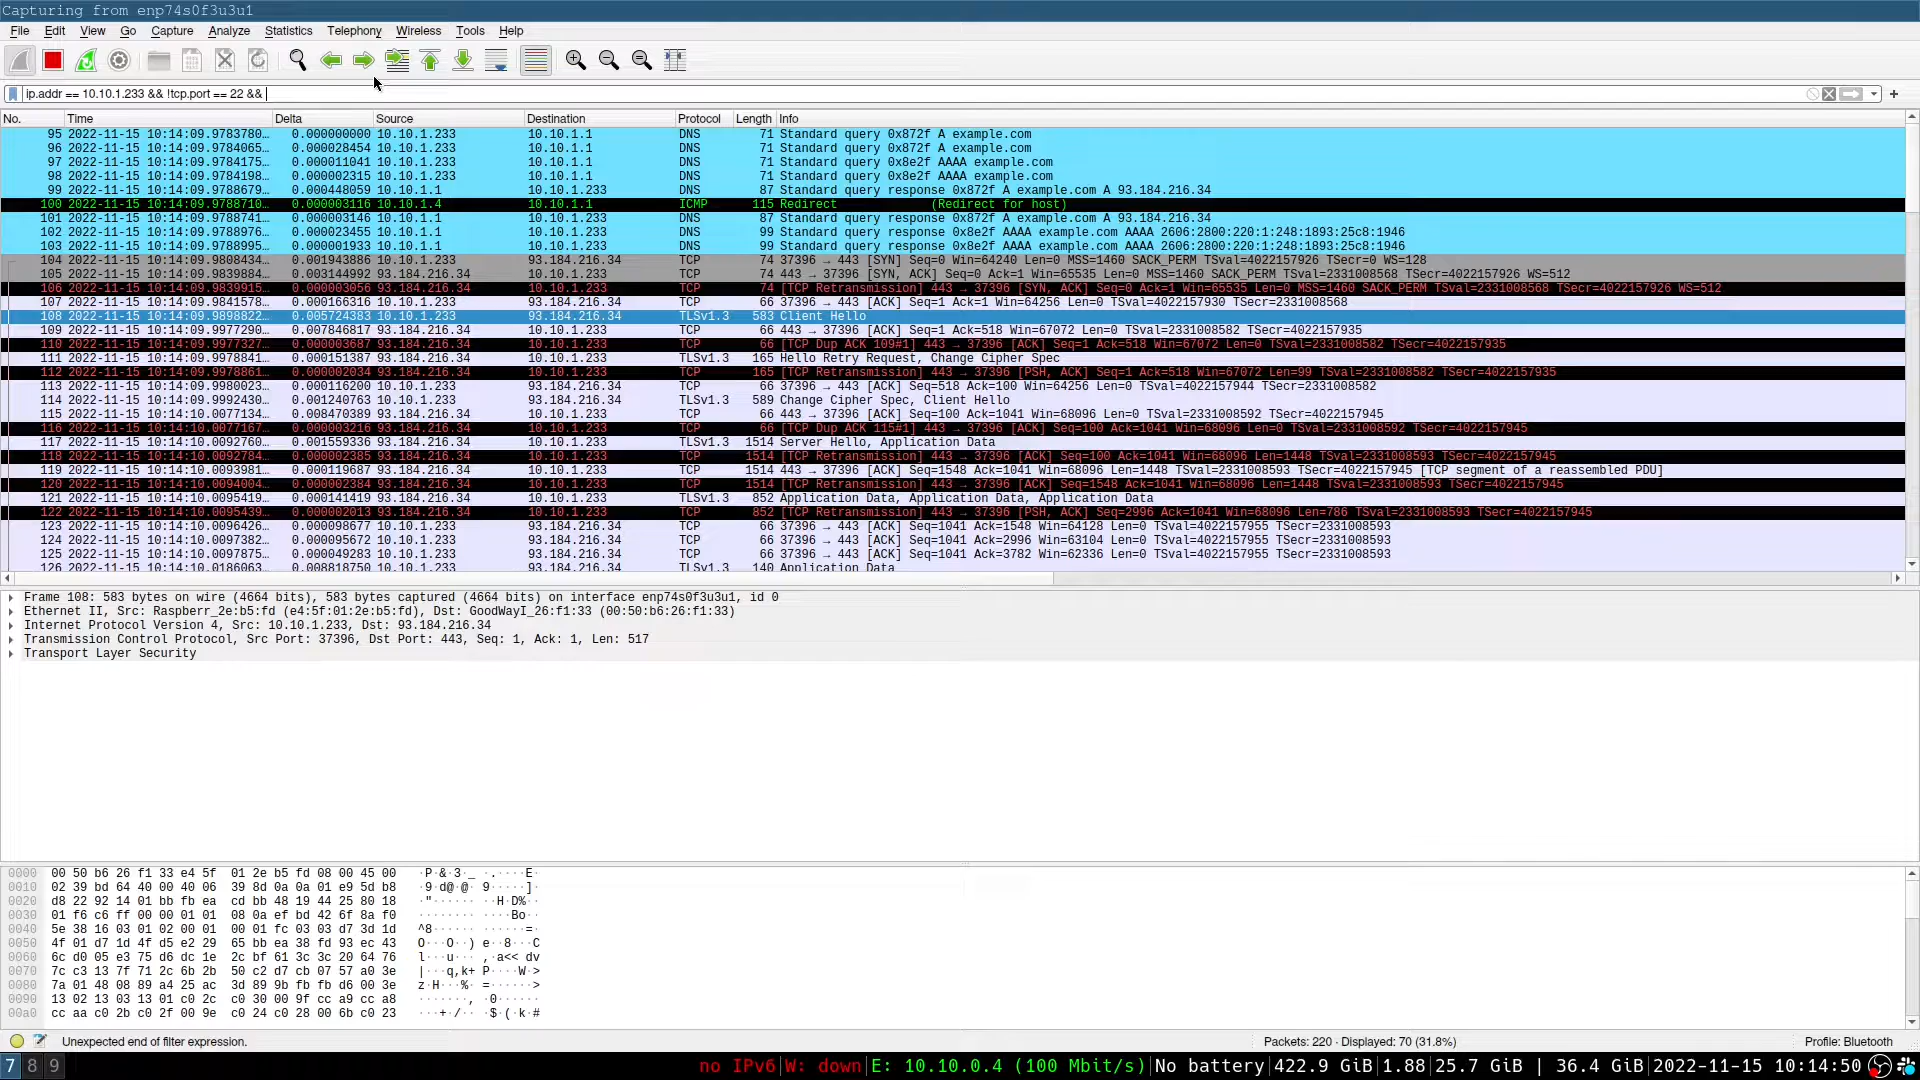 Capturing from enp74s0f3u3u1
File Edit View Go Capture Analyze Statistics Telephony Wireless Tools Help
ip.addr == 10.10.1.233 && !tcp.port == 22 &&
No. Time Delta Source Destination Protocol Length Info
95 2022-11-15 10:14:09.9783780… 0.000000000 10.10.1.233 10.10.1.1 DNS 71 Standard query 0x872f A example.com
96 2022-11-15 10:14:09.9784065… 0.000028454 10.10.1.233 10.10.1.1 DNS 71 Standard query 0x872f A example.com
97 2022-11-15 10:14:09.9784175… 0.000011041 10.10.1.233 10.10.1.1 DNS 71 Standard query 0x8e2f AAAA example.com
98 2022-11-15 10:14:09.9784198… 0.000002315 10.10.1.233 10.10.1.1 DNS 71 Standard query 0x8e2f AAAA example.com
99 2022-11-15 10:14:09.9788679… 0.000448059 10.10.1.1 10.10.1.233 DNS 87 Standard query response 0x872f A example.com A 93.184.216.34
100 2022-11-15 10:14:09.9788710… 0.000003116 10.10.1.4 10.10.1.1 ICMP 115 Redirect (Redirect for host)
101 2022-11-15 10:14:09.9788741… 0.000003146 10.10.1.1 10.10.1.233 DNS 87 Standard query response 0x872f A example.com A 93.184.216.34
102 2022-11-15 10:14:09.9788976… 0.000023455 10.10.1.1 10.10.1.233 DNS 99 Standard query response 0x8e2f AAAA example.com AAAA 2606:2800:220:1:248:1893:25c8:1946
103 2022-11-15 10:14:09.9788995… 0.000001933 10.10.1.1 10.10.1.233 DNS 99 Standard query response 0x8e2f AAAA example.com AAAA 2606:2800:220:1:248:1893:25c8:1946
104 2022-11-15 10:14:09.9808434… 0.001943886 10.10.1.233 93.184.216.34 TCP 74 37396 → 443 [SYN] Seq=0 Win=64240 Len=0 MSS=1460 SACK_PERM TSval=4022157926 TSecr=0 WS=128
105 2022-11-15 10:14:09.9839884… 0.003144992 93.184.216.34 10.10.1.233 TCP 74 443 → 37396 [SYN, ACK] Seq=0 Ack=1 Win=65535 Len=0 MSS=1460 SACK_PERM TSval=2331008568 TSecr=4022157926 WS=512
106 2022-11-15 10:14:09.9839915… 0.000003056 93.184.216.34 10.10.1.233 TCP 74 [TCP Retransmission] 443 → 37396 [SYN, ACK] Seq=0 Ack=1 Win=65535 Len=0 MSS=1460 SACK_PERM TSval=2331008568 TSecr=4022157926 WS=512
107 2022-11-15 10:14:09.9841578… 0.000166316 10.10.1.233 93.184.216.34 TCP 66 37396 → 443 [ACK] Seq=1 Ack=1 Win=64256 Len=0 TSval=4022157930 TSecr=2331008568
108 2022-11-15 10:14:09.9898822… 0.005724383 10.10.1.233 93.184.216.34 TLSv1.3 583 Client Hello
109 2022-11-15 10:14:09.9977290… 0.007846817 93.184.216.34 10.10.1.233 TCP 66 443 → 37396 [ACK] Seq=1 Ack=518 Win=67072 Len=0 TSval=2331008582 TSecr=4022157935
110 2022-11-15 10:14:09.9977327… 0.000003687 93.184.216.34 10.10.1.233 TCP 66 [TCP Dup ACK 109#1] 443 → 37396 [ACK] Seq=1 Ack=518 Win=67072 Len=0 TSval=2331008582 TSecr=4022157935
111 2022-11-15 10:14:09.9978841… 0.000151387 93.184.216.34 10.10.1.233 TLSv1.3 165 Hello Retry Request, Change Cipher Spec
112 2022-11-15 10:14:09.9978861… 0.000002034 93.184.216.34 10.10.1.233 TCP 165 [TCP Retransmission] 443 → 37396 [PSH, ACK] Seq=1 Ack=518 Win=67072 Len=99 TSval=2331008582 TSecr=4022157935
113 2022-11-15 10:14:09.9980023… 0.000116200 10.10.1.233 93.184.216.34 TCP 66 37396 → 443 [ACK] Seq=518 Ack=100 Win=64256 Len=0 TSval=4022157944 TSecr=2331008582
114 2022-11-15 10:14:09.9992430… 0.001240763 10.10.1.233 93.184.216.34 TLSv1.3 589 Change Cipher Spec, Client Hello
115 2022-11-15 10:14:10.0077134… 0.008470389 93.184.216.34 10.10.1.233 TCP 66 443 → 37396 [ACK] Seq=100 Ack=1041 Win=68096 Len=0 TSval=2331008592 TSecr=4022157945
116 2022-11-15 10:14:10.0077167… 0.000003216 93.184.216.34 10.10.1.233 TCP 66 [TCP Dup ACK 115#1] 443 → 37396 [ACK] Seq=100 Ack=1041 Win=68096 Len=0 TSval=2331008592 TSecr=4022157945
117 2022-11-15 10:14:10.0092760… 0.001559336 93.184.216.34 10.10.1.233 TLSv1.3 1514 Server Hello, Application Data
118 2022-11-15 10:14:10.0092784… 0.000002385 93.184.216.34 10.10.1.233 TCP 1514 [TCP Retransmission] 443 → 37396 [ACK] Seq=100 Ack=1041 Win=68096 Len=1448 TSval=2331008593 TSecr=4022157945
119 2022-11-15 10:14:10.0093981… 0.000119687 93.184.216.34 10.10.1.233 TCP 1514 443 → 37396 [ACK] Seq=1548 Ack=1041 Win=68096 Len=1448 TSval=2331008593 TSecr=4022157945 [TCP segment of a reassembled PDU]
120 2022-11-15 10:14:10.0094004… 0.000002384 93.184.216.34 10.10.1.233 TCP 1514 [TCP Retransmission] 443 → 37396 [ACK] Seq=1548 Ack=1041 Win=68096 Len=1448 TSval=2331008593 TSecr=4022157945
121 2022-11-15 10:14:10.0095419… 0.000141419 93.184.216.34 10.10.1.233 TLSv1.3 852 Application Data, Application Data, Application Data
122 2022-11-15 10:14:10.0095439… 0.000002013 93.184.216.34 10.10.1.233 TCP 852 [TCP Retransmission] 443 → 37396 [PSH, ACK] Seq=2996 Ack=1041 Win=68096 Len=786 TSval=2331008593 TSecr=4022157945
123 2022-11-15 10:14:10.0096426… 0.000098677 10.10.1.233 93.184.216.34 TCP 66 37396 → 443 [ACK] Seq=1041 Ack=1548 Win=64128 Len=0 TSval=4022157955 TSecr=2331008593
124 2022-11-15 10:14:10.0097382… 0.000095672 10.10.1.233 93.184.216.34 TCP 66 37396 → 443 [ACK] Seq=1041 Ack=2996 Win=63104 Len=0 TSval=4022157955 TSecr=2331008593
125 2022-11-15 10:14:10.0097875… 0.000049283 10.10.1.233 93.184.216.34 TCP 66 37396 → 443 [ACK] Seq=1041 Ack=3782 Win=62336 Len=0 TSval=4022157955 TSecr=2331008593
126 2022-11-15 10:14:10.0186063… 0.008818750 10.10.1.233 93.184.216.34 TLSv1.3 140 Application Data
Frame 108: 583 bytes on wire (4664 bits), 583 bytes captured (4664 bits) on interface enp74s0f3u3u1, id 0
Ethernet II, Src: Raspberr_2e:b5:fd (e4:5f:01:2e:b5:fd), Dst: GoodWayI_26:f1:33 (00:50:b6:26:f1:33)
Internet Protocol Version 4, Src: 10.10.1.233, Dst: 93.184.216.34
Transmission Control Protocol, Src Port: 37396, Dst Port: 443, Seq: 1, Ack: 1, Len: 517
Transport Layer Security
0000 00 50 b6 26 f1 33 e4 5f 01 2e b5 fd 08 00 45 00 ·P·&·3·_ ·.····E·
0010 02 39 bd 64 40 00 40 06 39 8d 0a 0a 01 e9 5d b8 ·9·d@·@· 9·····]·
0020 d8 22 92 14 01 bb fb ea cd bb 48 19 44 25 80 18 ·"······ ··H·D%··
0030 01 f6 c6 ff 00 00 01 01 08 0a ef bd 42 6f 8a f0 ········ ····Bo··
0040 5e 38 16 03 01 02 00 01 00 01 fc 03 03 d7 3d 1d ^8······ ······=·
0050 4f 01 d7 1d 4f d5 e2 29 65 bb ea 38 fd 93 ec 43 O···O··) e··8···C
0060 6c d0 05 e3 75 d6 dc 1e 2c bf 61 3c 3c 20 64 76 l···u··· ,·a<< dv
0070 7c c3 13 7f 71 2c 6b 2b 50 c2 d7 cb 07 57 a0 3e |···q,k+ P····W·>
0080 7a 01 48 08 89 a4 25 ac 3d 89 9b fb fb d6 00 3e z·H···%· =······>
0090 13 02 13 03 13 01 c0 2c c0 30 00 9f cc a9 cc a8 ·······, ·0······
00a0 cc aa c0 2b c0 2f 00 9e c0 24 c0 28 00 6b c0 23 ···+·/·· ·$·(·k·#
Unexpected end of filter expression. Packets: 220 · Displayed: 70 (31.8%) Profile: Bluetooth
7 8 9 no IPv6|W: down|E: 10.10.0.4 (100 Mbit/s)|No battery|422.9 GiB|1.88|25.7 GiB | 36.4 GiB|2022-11-15 10:14:50